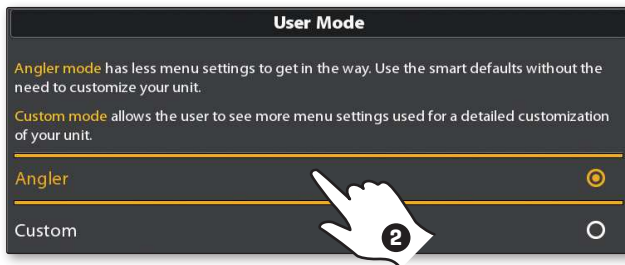 User Mode
Angler mode has less menu settings to get in the way. Use the smart defaults without the
need to customize your unit.
Custom mode allows the user to see more menu settings used for a detailed customization
of your unit.
Angler
Custom
2